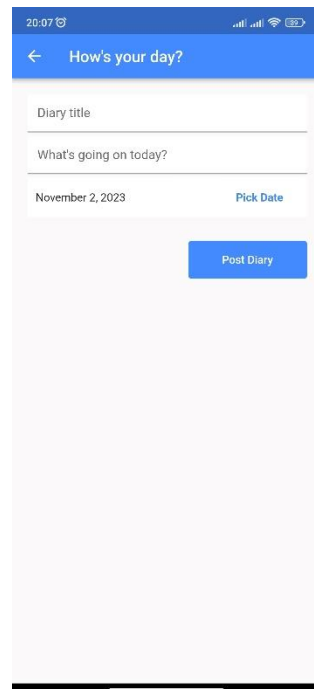 20:07
How's your day?
Diary title
What's going on today?
November 2, 2023 Pick Date
Post Diary